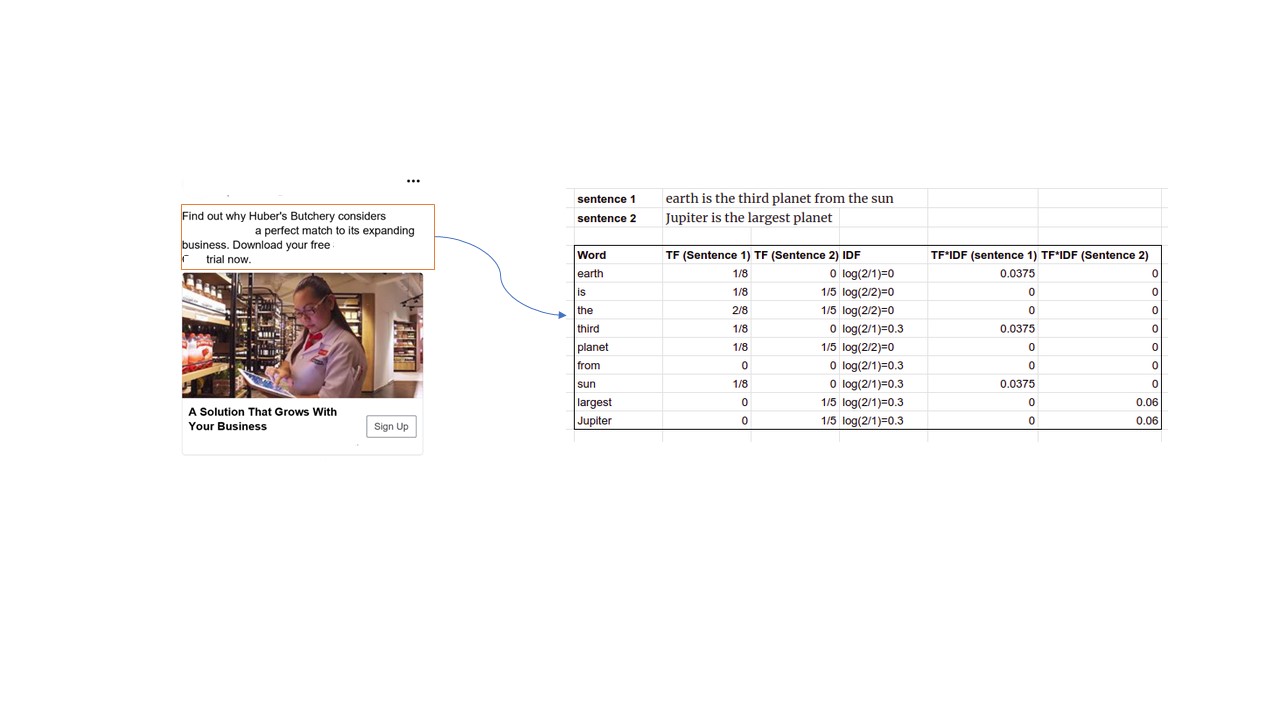 Find out why Huber's Butchery considers
a perfect match to its expanding
business. Download your free
trial now.
A Solution That Grows With
Your Business
Sign Up
sentence 1 earth is the third planet from the sun
sentence 2 Jupiter is the largest planet
Word TF (Sentence 1) TF (Sentence 2) IDF TF*IDF (sentence 1) TF*IDF (Sentence 2)
earth 1/8 0 log(2/1)=0 0.0375 0
is 1/8 1/5 log(2/2)=0 0 0
the 2/8 1/5 log(2/2)=0 0 0
third 1/8 0 log(2/1)=0.3 0.0375 0
planet 1/8 1/5 log(2/2)=0 0 0
from 0 0 log(2/1)=0.3 0 0
sun 1/8 0 log(2/1)=0.3 0.0375 0
largest 0 1/5 log(2/1)=0.3 0 0.06
Jupiter 0 1/5 log(2/1)=0.3 0 0.06